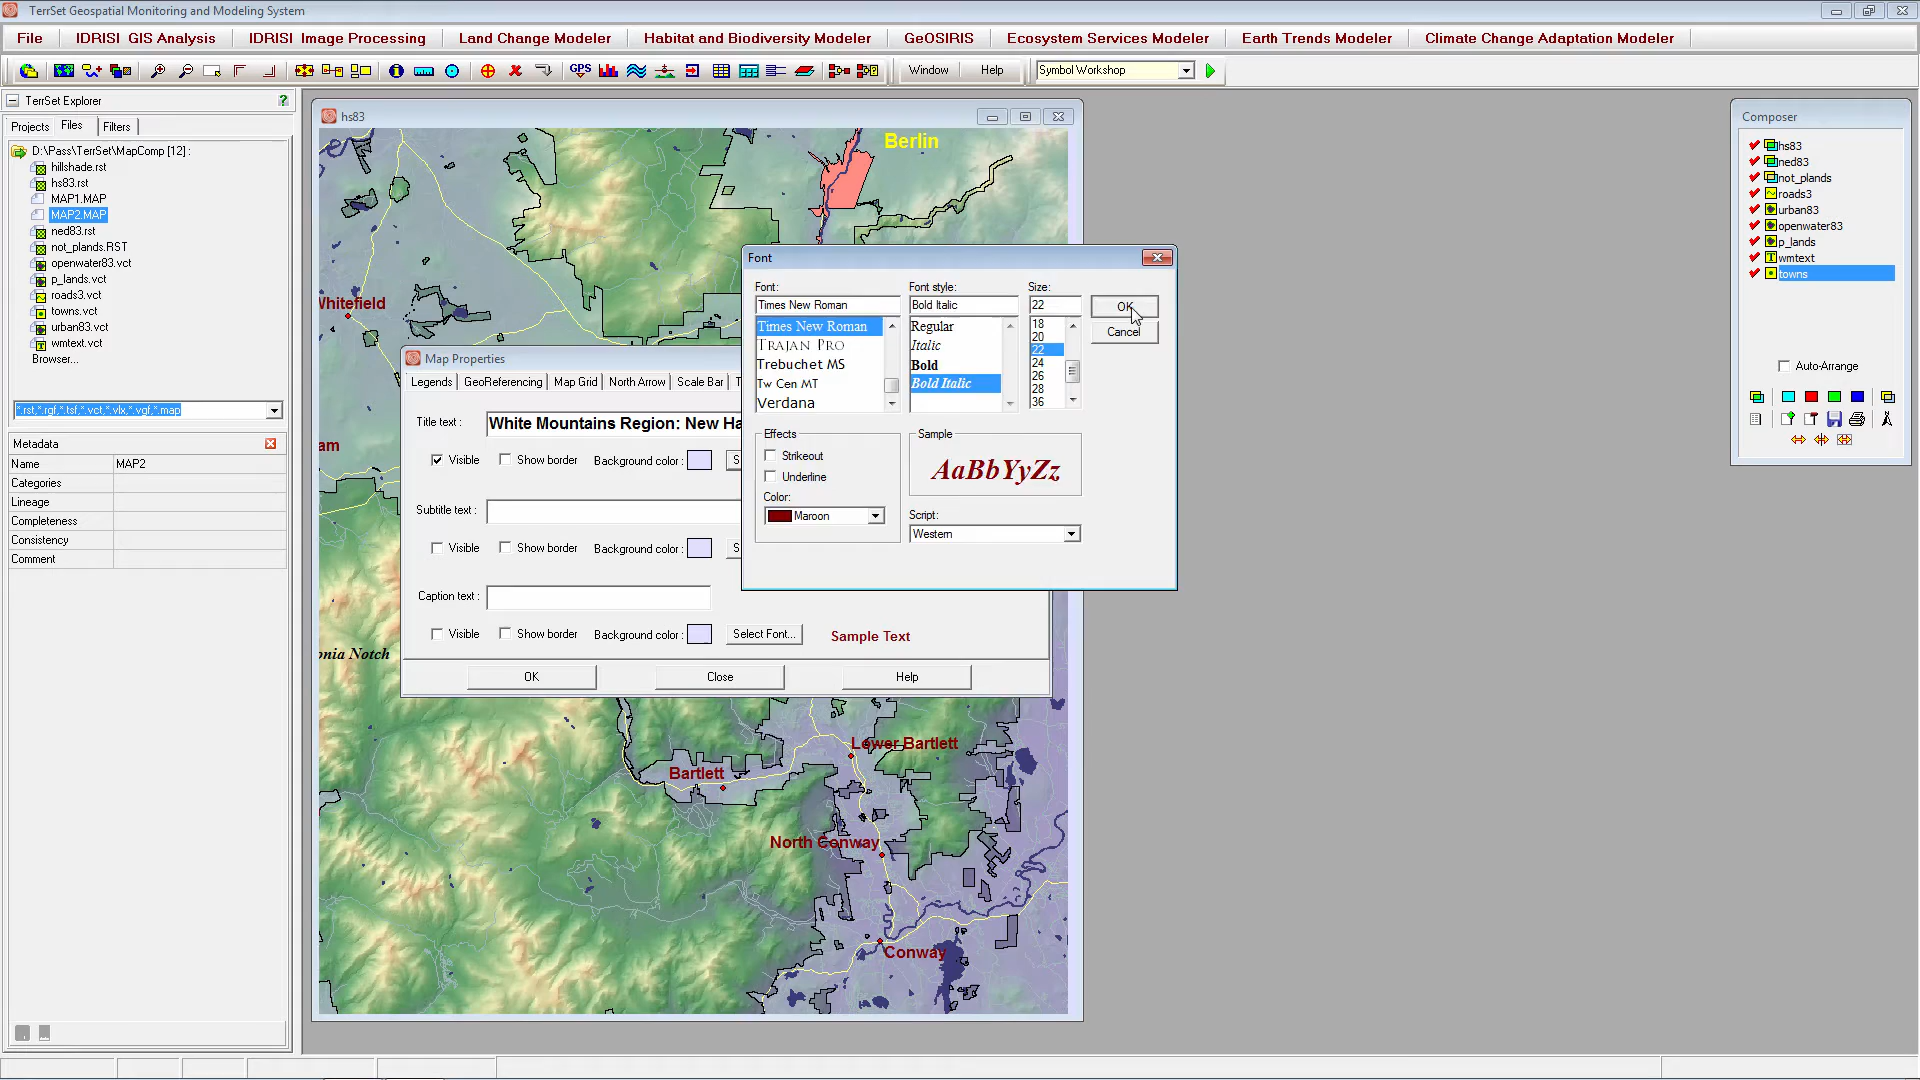 TerrSet Geospatial Monitoring and Modeling System
File IDRISI GIS Analysis IDRISI Image Processing Land Change Modeler Habitat and Biodiversity Modeler GeOSIRIS Ecosystem Services Modeler Earth Trends Modeler Climate Change Adaptation Modeler
GPS Window Help Symbol Workshop
TerrSet Explorer ?
Projects Files Filters
D:\Pass\TerrSet\MapComp [12] :
hillshade.rst
hs83.rst
MAP1.MAP
MAP2.MAP
ned83.rst
not_plands.RST
openwater83.vct
p_lands.vct
roads3.vct
towns.vct
urban83.vct
wmtext.vct
Browser...
*.rst,*.rgf,*.tsf,*.vct,*.vlx,*.vgf,*.map
Metadata
Name MAP2
Categories
Lineage
Completeness
Consistency
Comment
hs83
Berlin
Whitefield
am
onia Notch
Bartlett
Lower Bartlett
North Conway
Conway
Map Properties
Legends GeoReferencing Map Grid North Arrow Scale Bar T
Title text : White Mountains Region: New Ha
Visible Show border Background color : S
Subtitle text :
Visible Show border Background color : S
Caption text :
Visible Show border Background color : Select Font... Sample Text
OK Close Help
Font
Font: Font style: Size:
Times New Roman Bold Italic 22
OK
Cancel
Times New Roman
Trajan Pro
Trebuchet MS
Tw Cen MT
Verdana
Regular
Italic
Bold
Bold Italic
18
20
22
24
26
28
36
Effects
Strikeout
Underline
Color:
Maroon
Sample
AaBbYyZz
Script:
Western
Composer
hs83
ned83
not_plands
roads3
urban83
openwater83
p_lands
wmtext
towns
Auto-Arrange